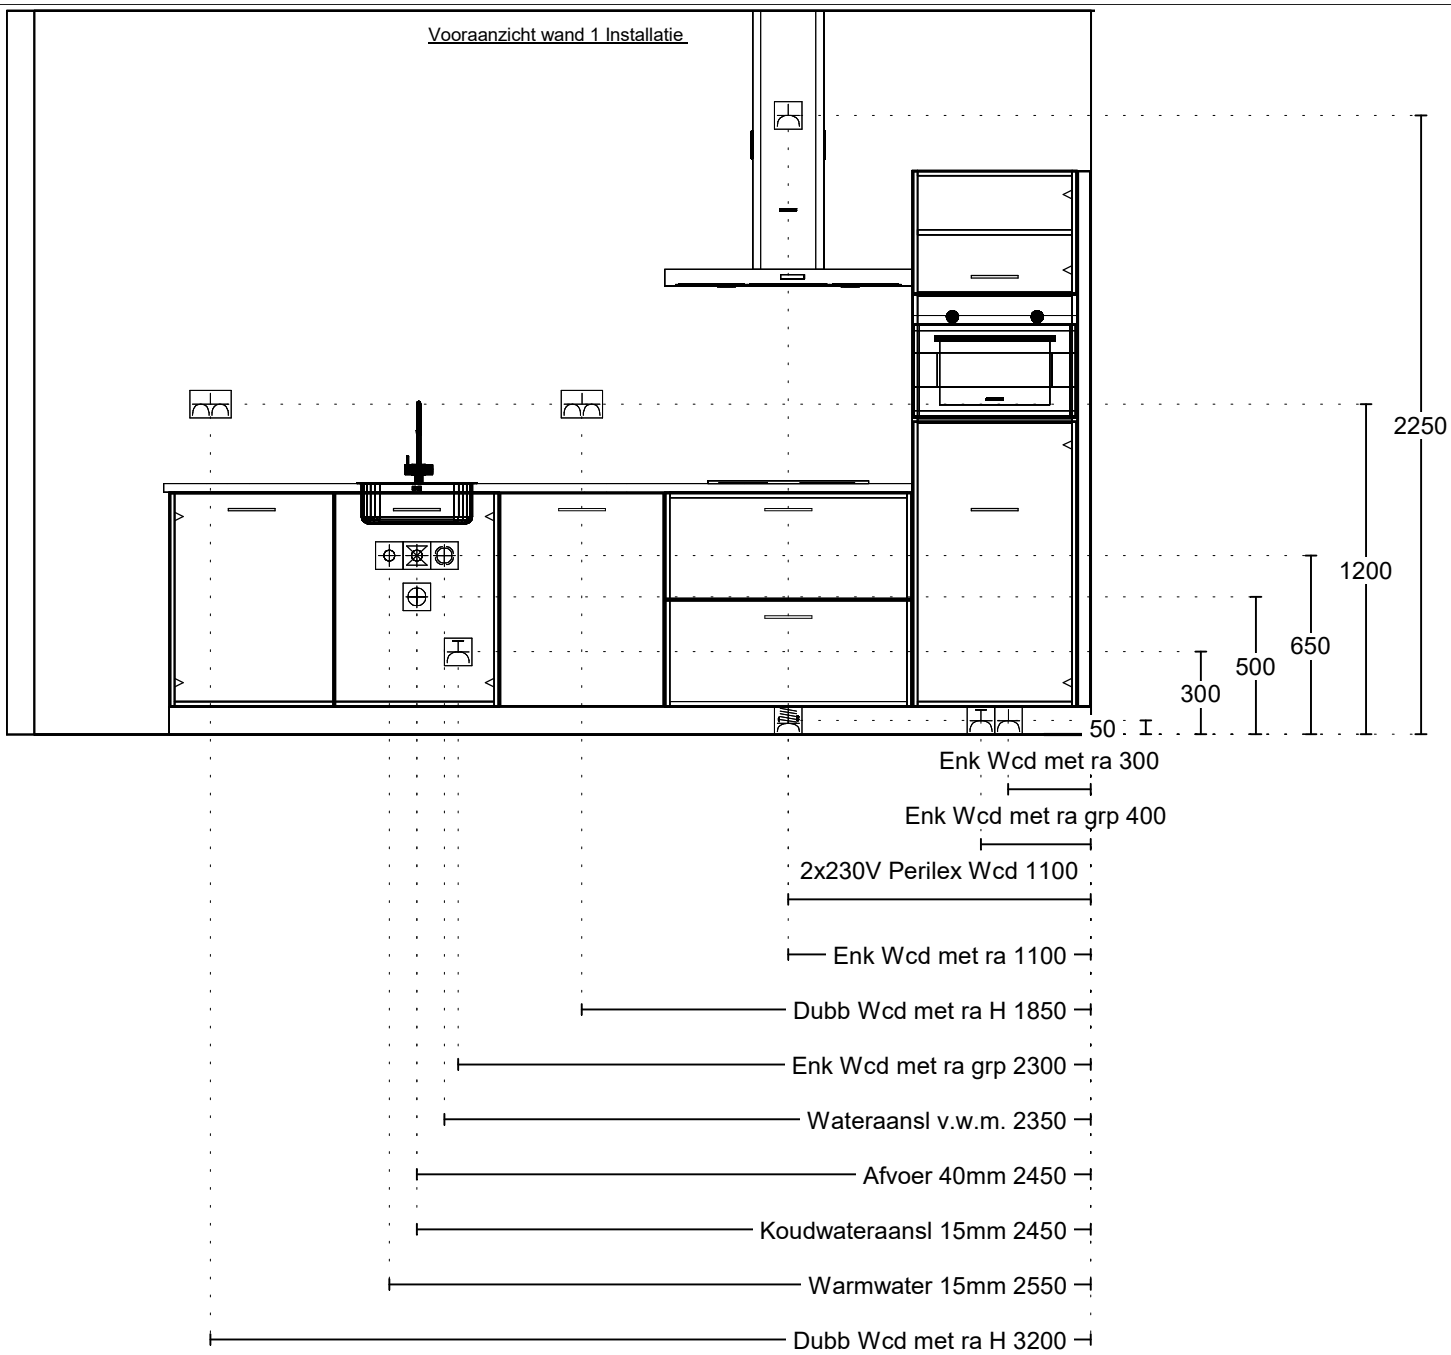 Vooraanzicht wand 1 Installatie
2250
1200
650
500
300
50
Enk Wcd met ra 300
Enk Wcd met ra grp 400
2x230V Perilex Wcd 1100
Enk Wcd met ra 1100
Dubb Wcd met ra H 1850
Enk Wcd met ra grp 2300
Wateraansl v.w.m. 2350
Afvoer 40mm 2450
Koudwateraansl 15mm 2450
Warmwater 15mm 2550
Dubb Wcd met ra H 3200